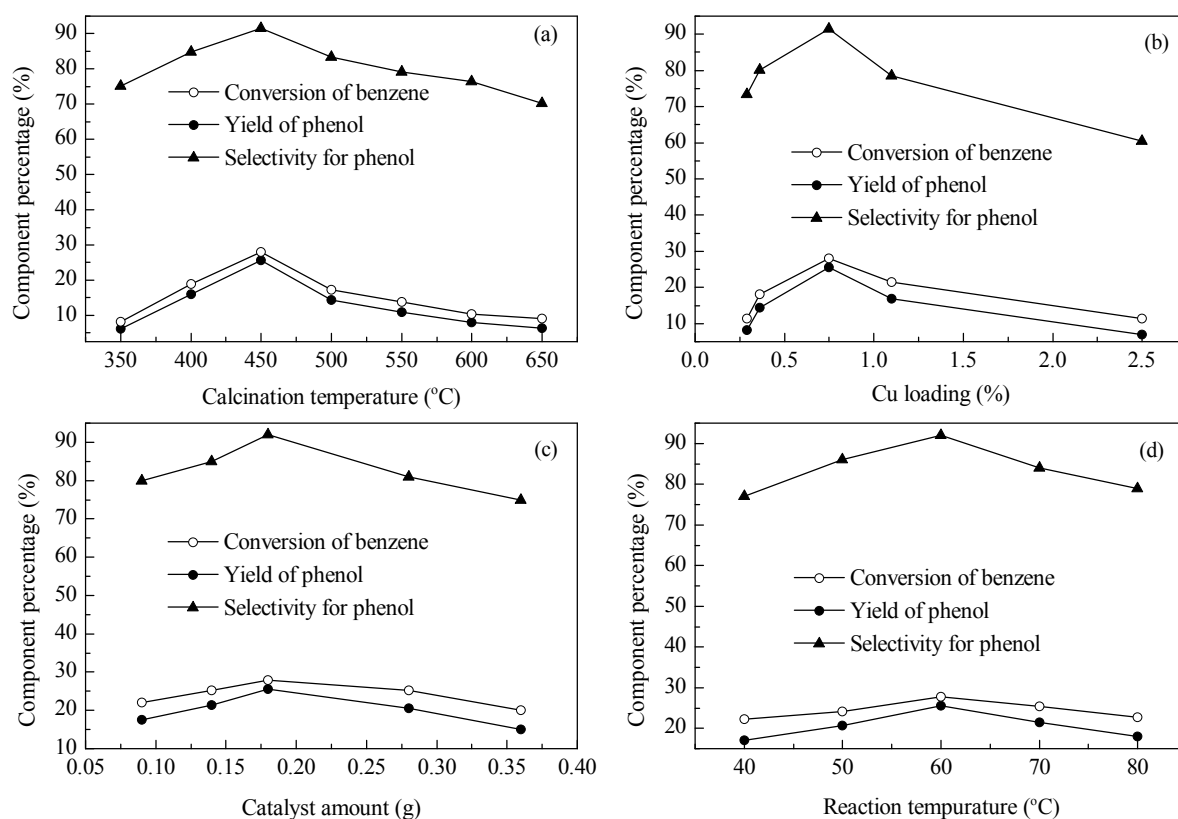 (a)
90
80
70
60
50
40
30
20
10
Component percentage (%)
Conversion of benzene
Yield of phenol
Selectivity for phenol
350 400 450 500 550 600 650
Calcination temperature (°C)
(b)
90
80
70
60
50
40
30
20
10
Component percentage (%)
Conversion of benzene
Yield of phenol
Selectivity for phenol
0.0 0.5 1.0 1.5 2.0 2.5
Cu loading (%)
(c)
90
80
70
60
50
40
30
20
10
Component percentage (%)
Conversion of benzene
Yield of phenol
Selectivity for phenol
0.05 0.10 0.15 0.20 0.25 0.30 0.35 0.40
Catalyst amount (g)
(d)
90
80
70
60
50
40
30
20
Component percentage (%)
Conversion of benzene
Yield of phenol
Selectivity for phenol
40 50 60 70 80
Reaction tempurature (°C)